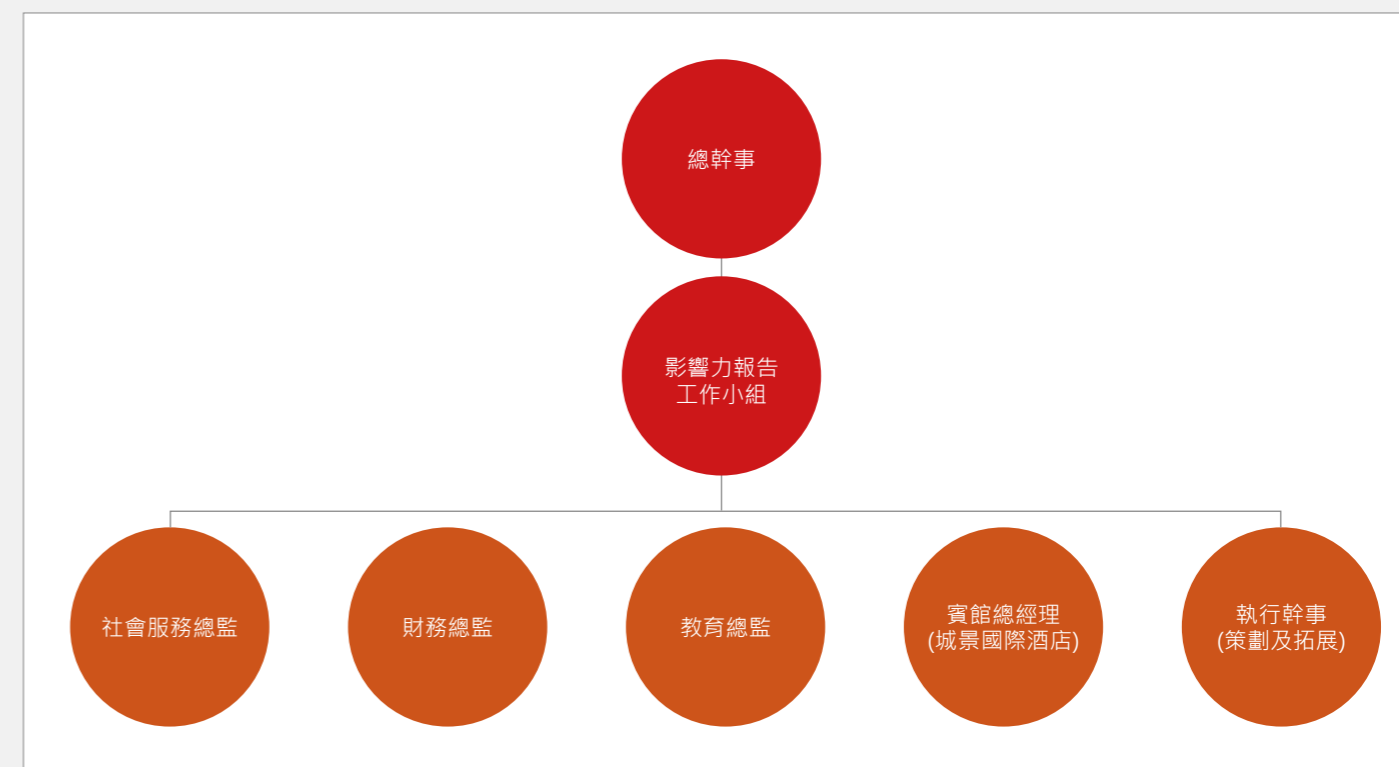 總幹事
影響力報告
工作小組
社會服務總監
財務總監
教育總監
賓館總經理
(城景國際酒店)
執行幹事
(策劃及拓展)